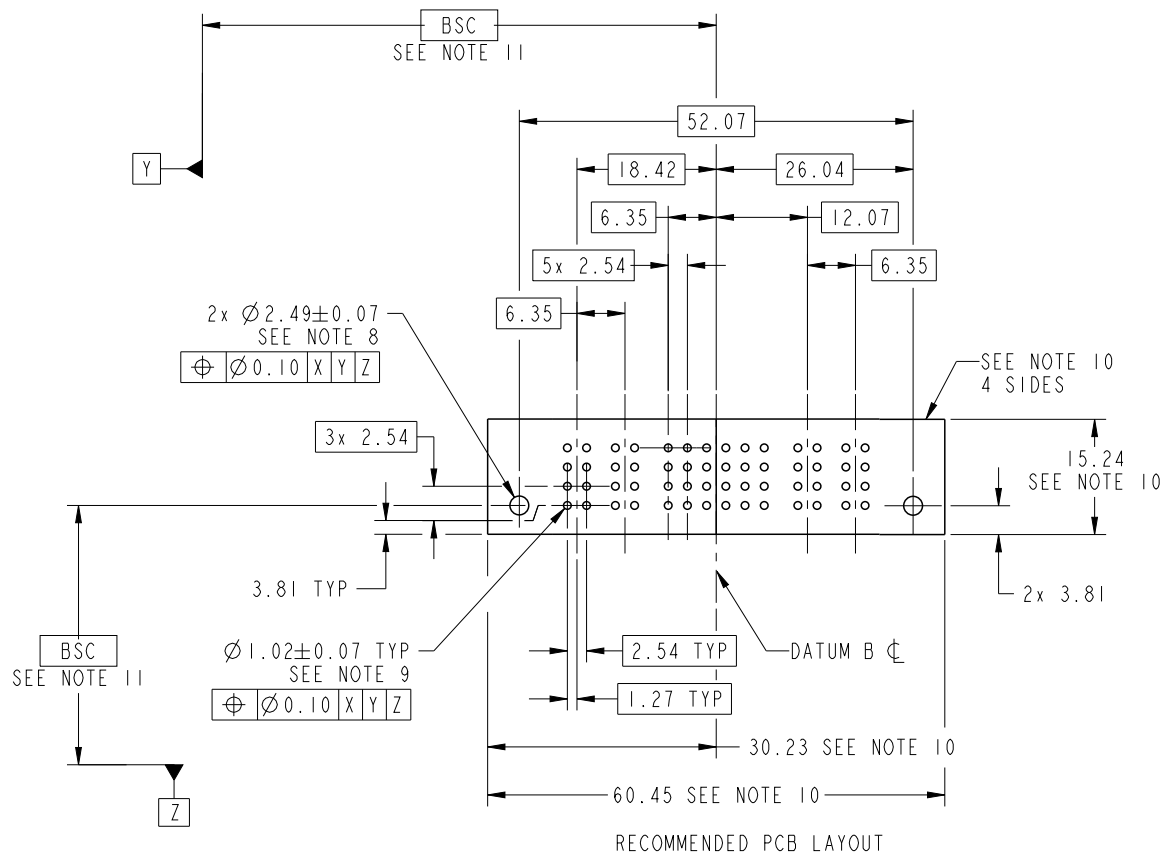 BSC
SEE NOTE 11
52.07
Y
18.42
26.04
6.35
12.07
5x 2.54
6.35
6.35
2x Ø2.49±0.07
SEE NOTE 8
⌖ Ø0.10 X Y Z
SEE NOTE 10
4 SIDES
3x 2.54
15.24
SEE NOTE 10
3.81 TYP
2x 3.81
BSC
SEE NOTE 11
Ø1.02±0.07 TYP
SEE NOTE 9
⌖ Ø0.10 X Y Z
2.54 TYP
DATUM B ℄
1.27 TYP
30.23 SEE NOTE 10
Z
60.45 SEE NOTE 10
RECOMMENDED PCB LAYOUT